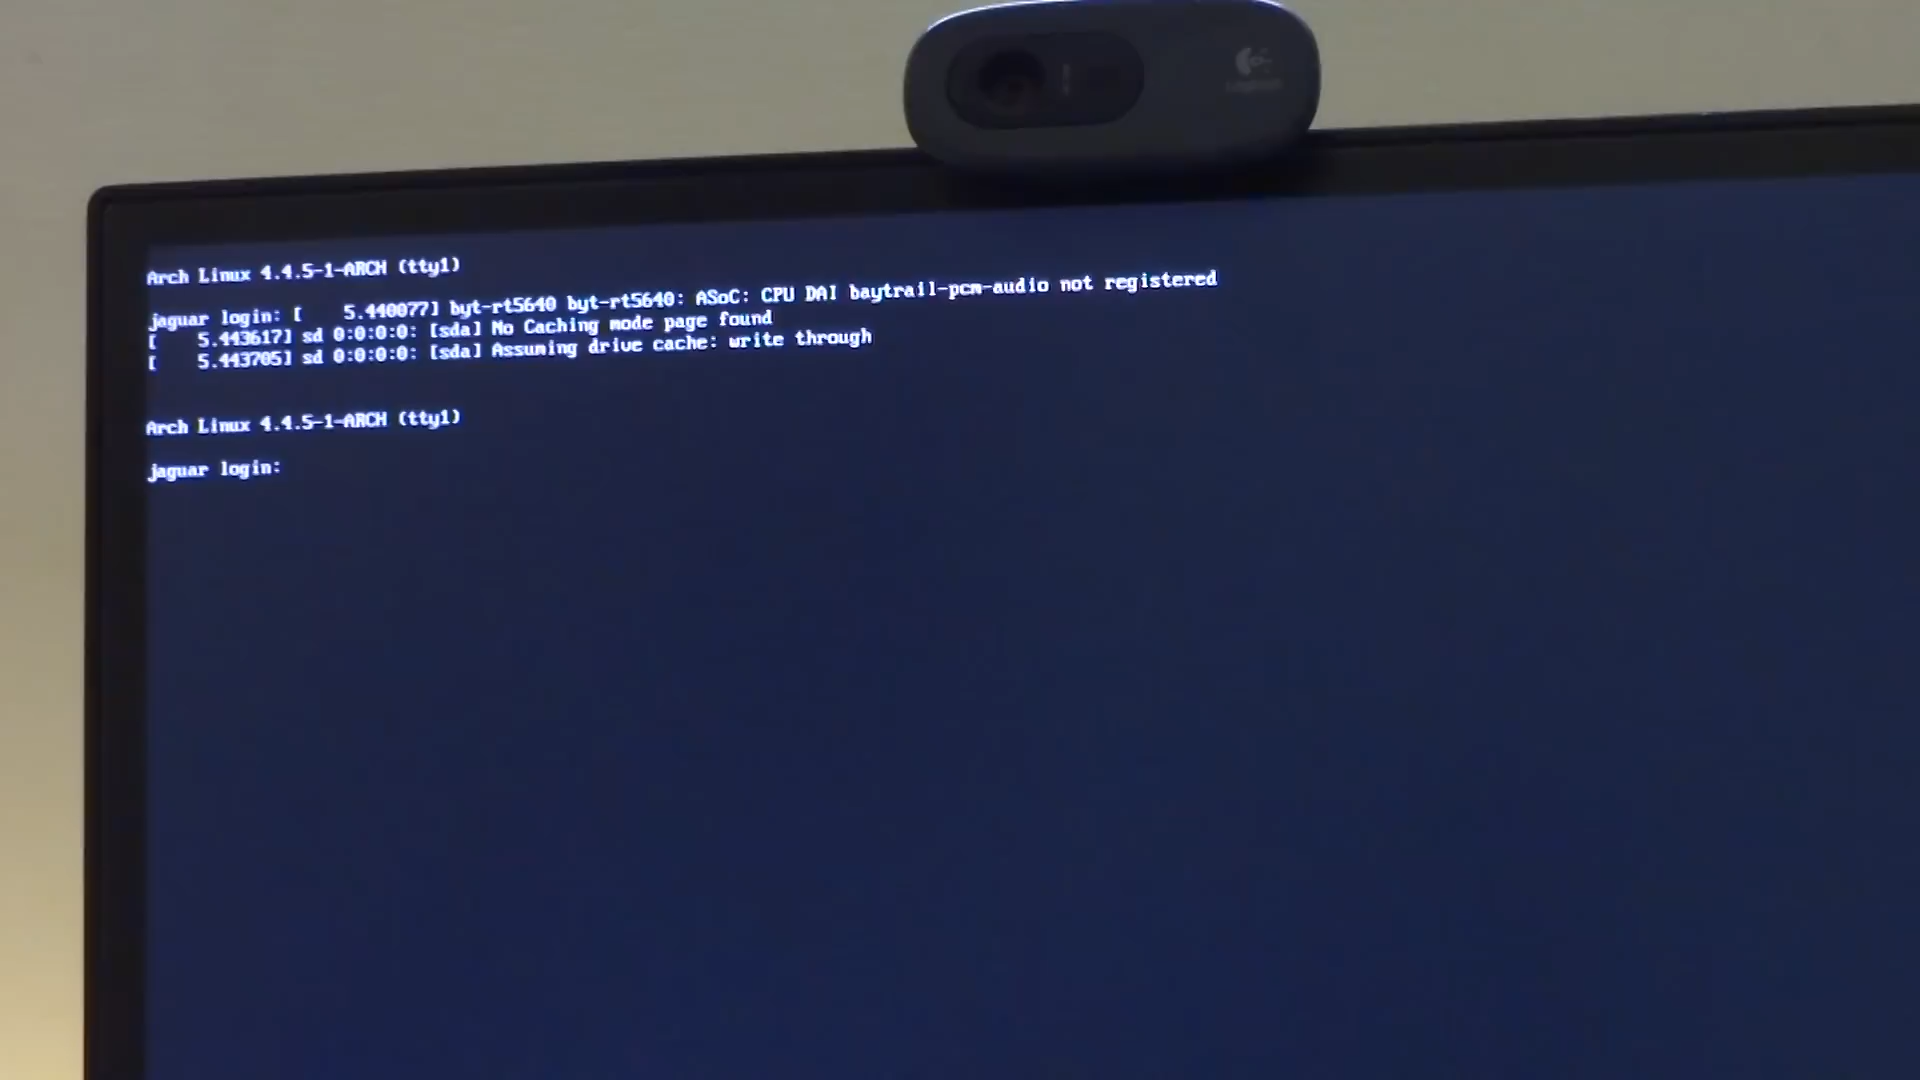 Arch Linux 4.4.5-1-ARCH (tty1)
jaguar login: [    5.440077] byt-rt5640 byt-rt5640: ASoC: CPU DAI baytrail-pcm-audio not registered
[    5.443617] sd 0:0:0:0: [sda] No Caching mode page found
[    5.443705] sd 0:0:0:0: [sda] Assuming drive cache: write through
Arch Linux 4.4.5-1-ARCH (tty1)
jaguar login: